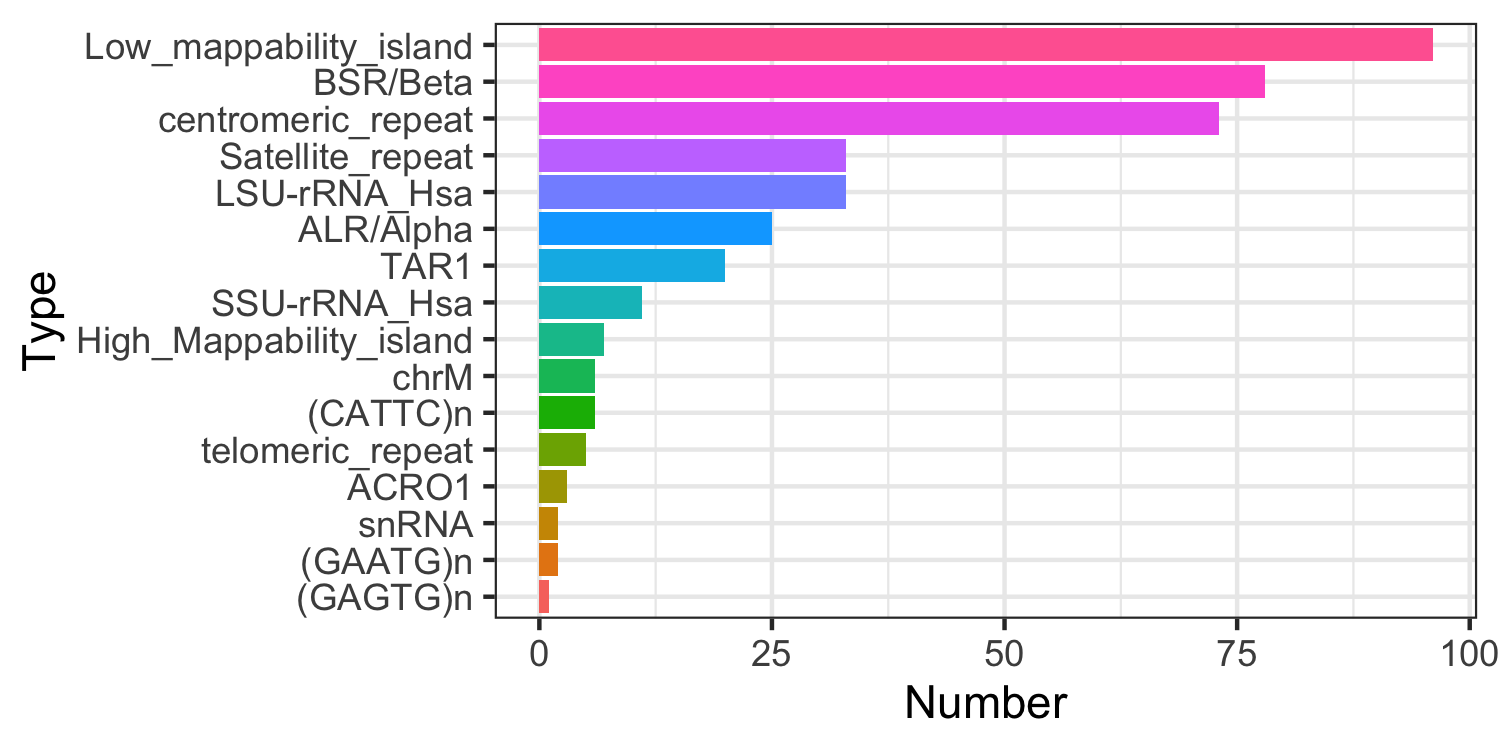 Type
Low_mappability_island
BSR/Beta
centromeric_repeat
Satellite_repeat
LSU-rRNA_Hsa
ALR/Alpha
TAR1
SSU-rRNA_Hsa
High_Mappability_island
chrM
(CATTC)n
telomeric_repeat
ACRO1
snRNA
(GAATG)n
(GAGTG)n
0 25 50 75 100
Number